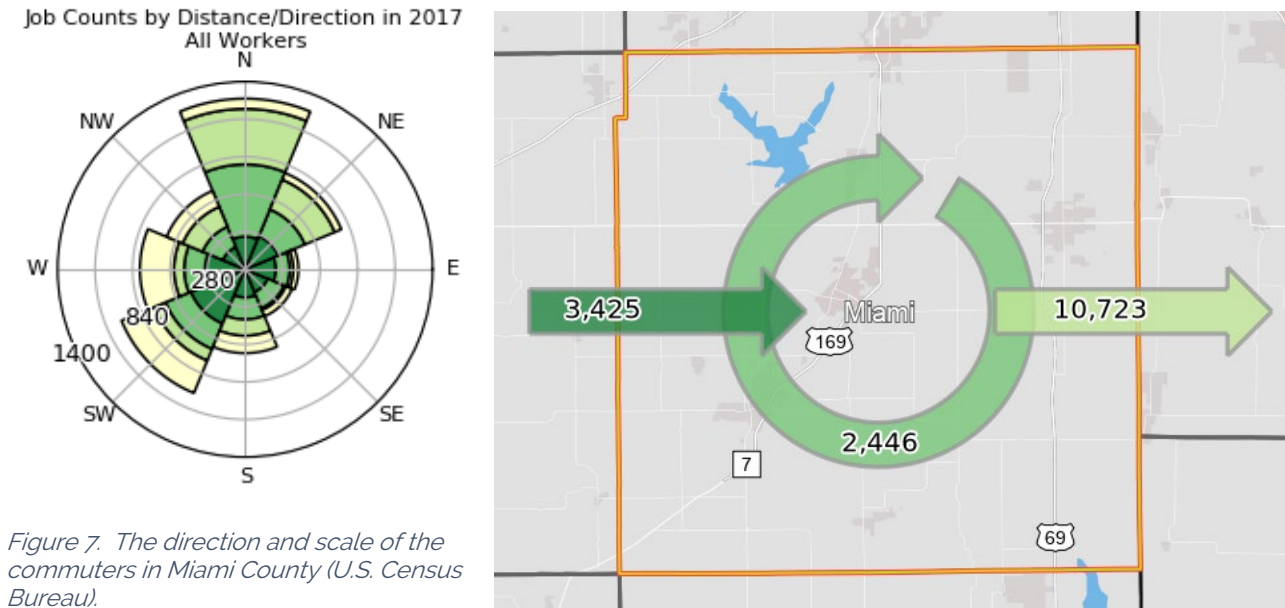 Job Counts by Distance/Direction in 2017
All Workers
N
NW
NE
W
280
E
840
1400
SW
SE
S
Figure 7. The direction and scale of the
commuters in Miami County (U.S. Census
Bureau).
3,425
Miami
10,723
169
2,446
7
69